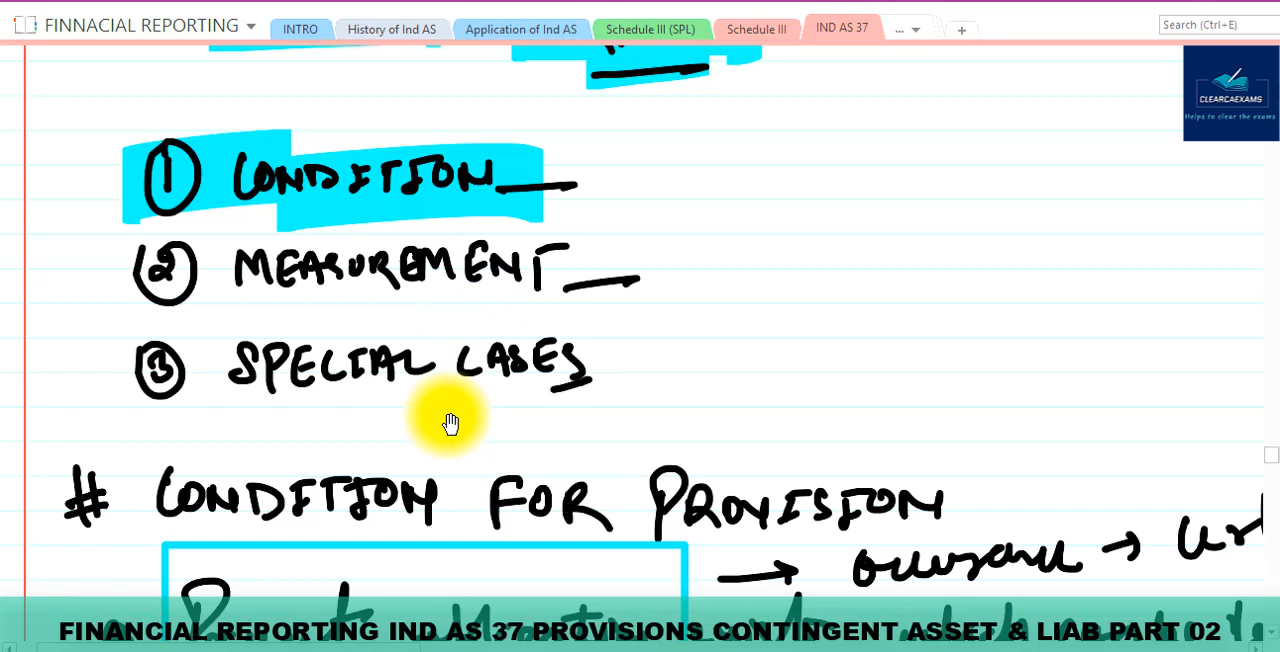 FINNACIAL REPORTING
INTRO
History of Ind AS
Application of Ind AS
Schedule III (SPL)
Schedule III
IND AS 37
...
Search (Ctrl+E)
CLEARCAEXAMS
Helps to clear the exams
① CONDITION
② MEASUREMENT
③ SPECIAL CASES
# CONDITION FOR PROVISION
FINANCIAL REPORTING IND AS 37 PROVISIONS CONTINGENT ASSET & LIAB PART 02